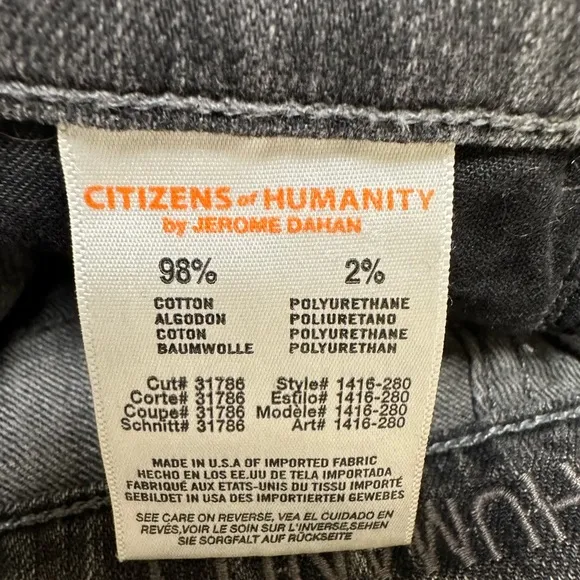 CITIZENS of HUMANITY
by JEROME DAHAN
98% 2%
COTTON POLYURETHANE
ALGODON POLIURETANO
COTON POLYURETHANE
BAUMWOLLE POLYURETHAN
Cut# 31786 Style# 1416-280
Corte# 31786 Estilo# 1416-280
Coupe# 31786 Modèle# 1416-280
Schnitt# 31786 Art# 1416-280
MADE IN U.S.A OF IMPORTED FABRIC
HECHO EN LOS EE.UU DE TELA IMPORTADA
FABRIQUÉ AUX ETATS-UNIS DU TISSU IMPORTÉ
GEBILDET IN USA DES IMPORTIERTEN GEWEBES
SEE CARE ON REVERSE, VEA EL CUIDADO EN
REVÉS,VOIR LE SOIN SUR L'INVERSE,SEHEN
SIE SORGFALT AUF RÜCKSEITE